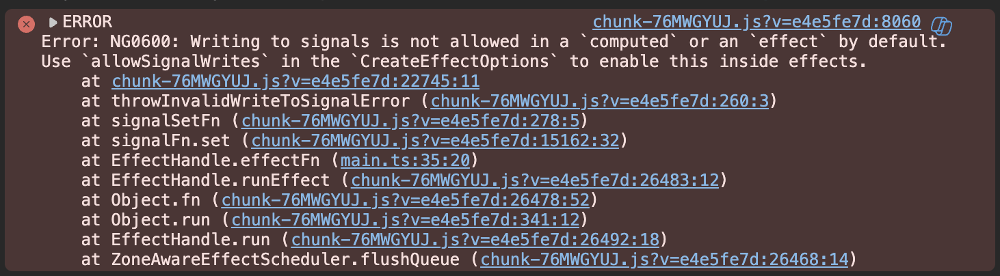 ERROR chunk-76MWGYUJ.js?v=e4e5fe7d:8060
Error: NG0600: Writing to signals is not allowed in a `computed` or an `effect` by default.
Use `allowSignalWrites` in the `CreateEffectOptions` to enable this inside effects.
at chunk-76MWGYUJ.js?v=e4e5fe7d:22745:11
at throwInvalidWriteToSignalError (chunk-76MWGYUJ.js?v=e4e5fe7d:260:3)
at signalSetFn (chunk-76MWGYUJ.js?v=e4e5fe7d:278:5)
at signalFn.set (chunk-76MWGYUJ.js?v=e4e5fe7d:15162:32)
at EffectHandle.effectFn (main.ts:35:20)
at EffectHandle.runEffect (chunk-76MWGYUJ.js?v=e4e5fe7d:26483:12)
at Object.fn (chunk-76MWGYUJ.js?v=e4e5fe7d:26478:52)
at Object.run (chunk-76MWGYUJ.js?v=e4e5fe7d:341:12)
at EffectHandle.run (chunk-76MWGYUJ.js?v=e4e5fe7d:26492:18)
at ZoneAwareEffectScheduler.flushQueue (chunk-76MWGYUJ.js?v=e4e5fe7d:26468:14)